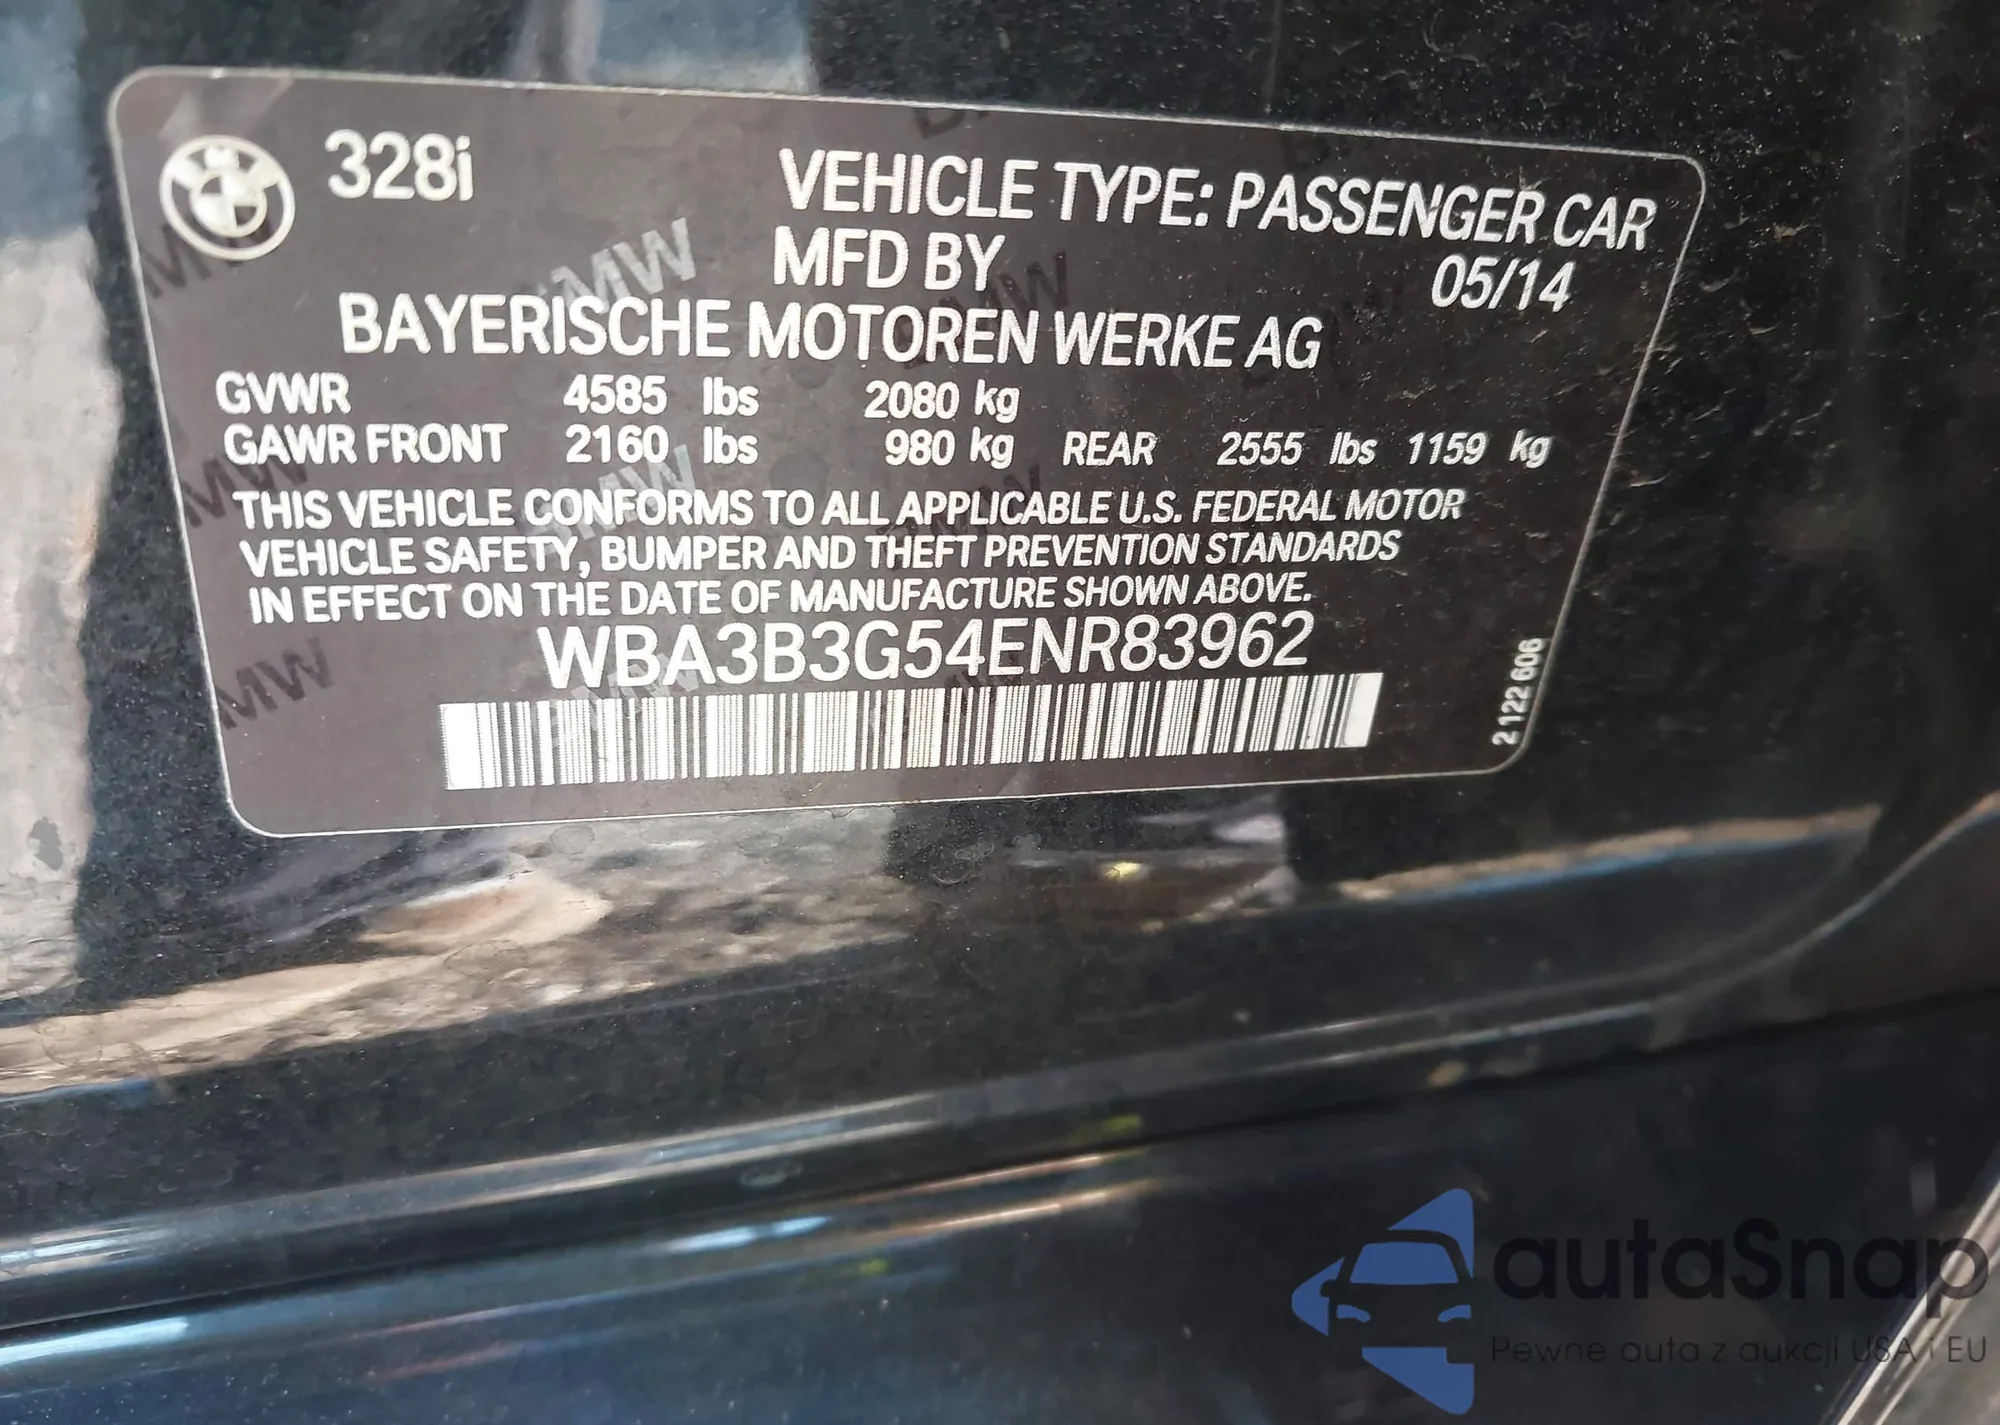 328i
VEHICLE TYPE: PASSENGER CAR
MFD BY
05/14
BAYERISCHE MOTOREN WERKE AG
GVWR 4585 lbs 2080 kg
GAWR FRONT 2160 lbs 980 kg REAR 2555 lbs 1159 kg
THIS VEHICLE CONFORMS TO ALL APPLICABLE U.S. FEDERAL MOTOR
VEHICLE SAFETY, BUMPER AND THEFT PREVENTION STANDARDS
IN EFFECT ON THE DATE OF MANUFACTURE SHOWN ABOVE.
WBA3B3G54ENR83962
2 122 606
autaSnap
Pewne auta z aukcji USA i EU